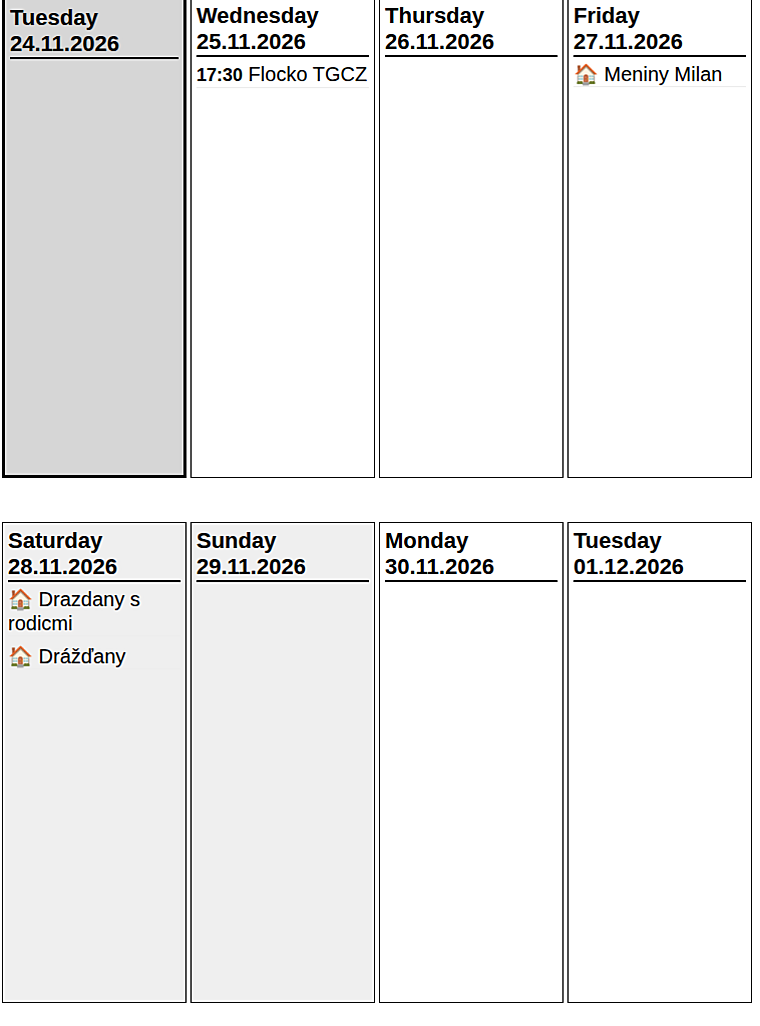 Tuesday
24.11.2026
Wednesday
25.11.2026
17:30 Flocko TGCZ
Thursday
26.11.2026
Friday
27.11.2026
🏠 Meniny Milan
Saturday
28.11.2026
🏠 Drazdany s
rodicmi
🏠 Drážďany
Sunday
29.11.2026
Monday
30.11.2026
Tuesday
01.12.2026